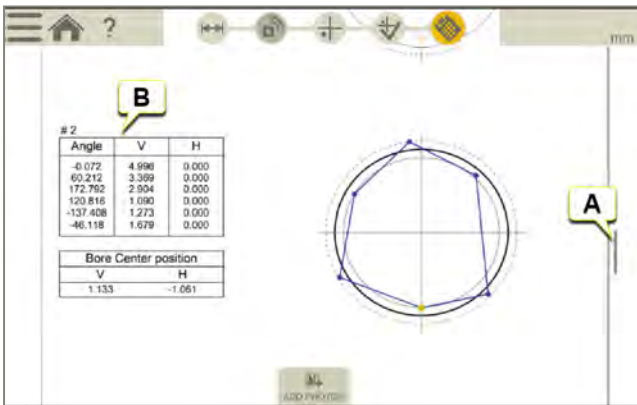 ?
mm
B
# 2
Angle V H
-0.072 4.996 0.000
60.212 3.369 0.000
172.792 2.904 0.000
120.816 1.090 0.000
-137.408 1.273 0.000
-46.118 1.679 0.000
A
Bore Center position
V H
1.133 -1.051
ADD PHOTOS